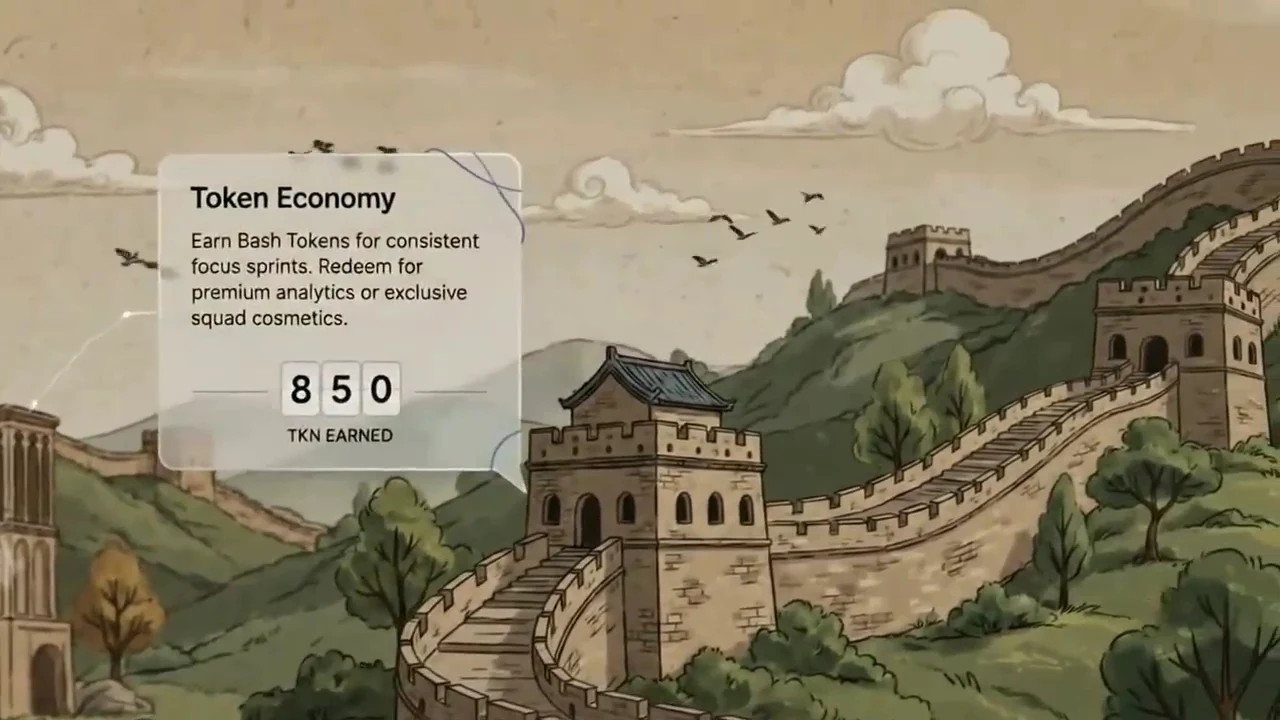 Token Economy
Earn Bash Tokens for consistent
focus sprints. Redeem for
premium analytics or exclusive
squad cosmetics.
850
TKN EARNED